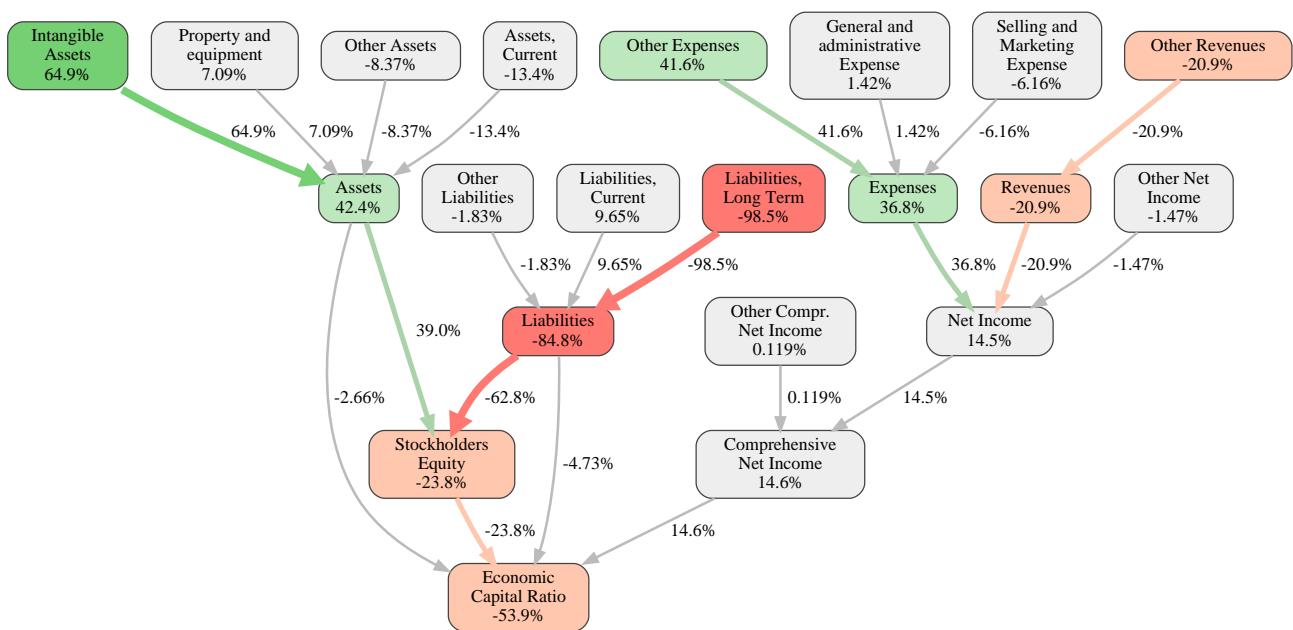 Intangible
Assets
64.9%
Property and
equipment
7.09%
Other Assets
-8.37%
Assets,
Current
-13.4%
Other Expenses
41.6%
General and
administrative
Expense
1.42%
Selling and
Marketing
Expense
-6.16%
Other Revenues
-20.9%
64.9%
7.09%
-8.37%
-13.4%
41.6%
1.42%
-6.16%
-20.9%
Assets
42.4%
Other
Liabilities
-1.83%
Liabilities,
Current
9.65%
Liabilities,
Long Term
-98.5%
Expenses
36.8%
Revenues
-20.9%
Other Net
Income
-1.47%
-1.83%
9.65%
-98.5%
36.8%
-20.9%
-1.47%
Liabilities
-84.8%
Other Compr.
Net Income
0.119%
Net Income
14.5%
39.0%
-2.66%
-62.8%
0.119%
14.5%
Stockholders
Equity
-23.8%
-4.73%
Comprehensive
Net Income
14.6%
-23.8%
14.6%
Economic
Capital Ratio
-53.9%